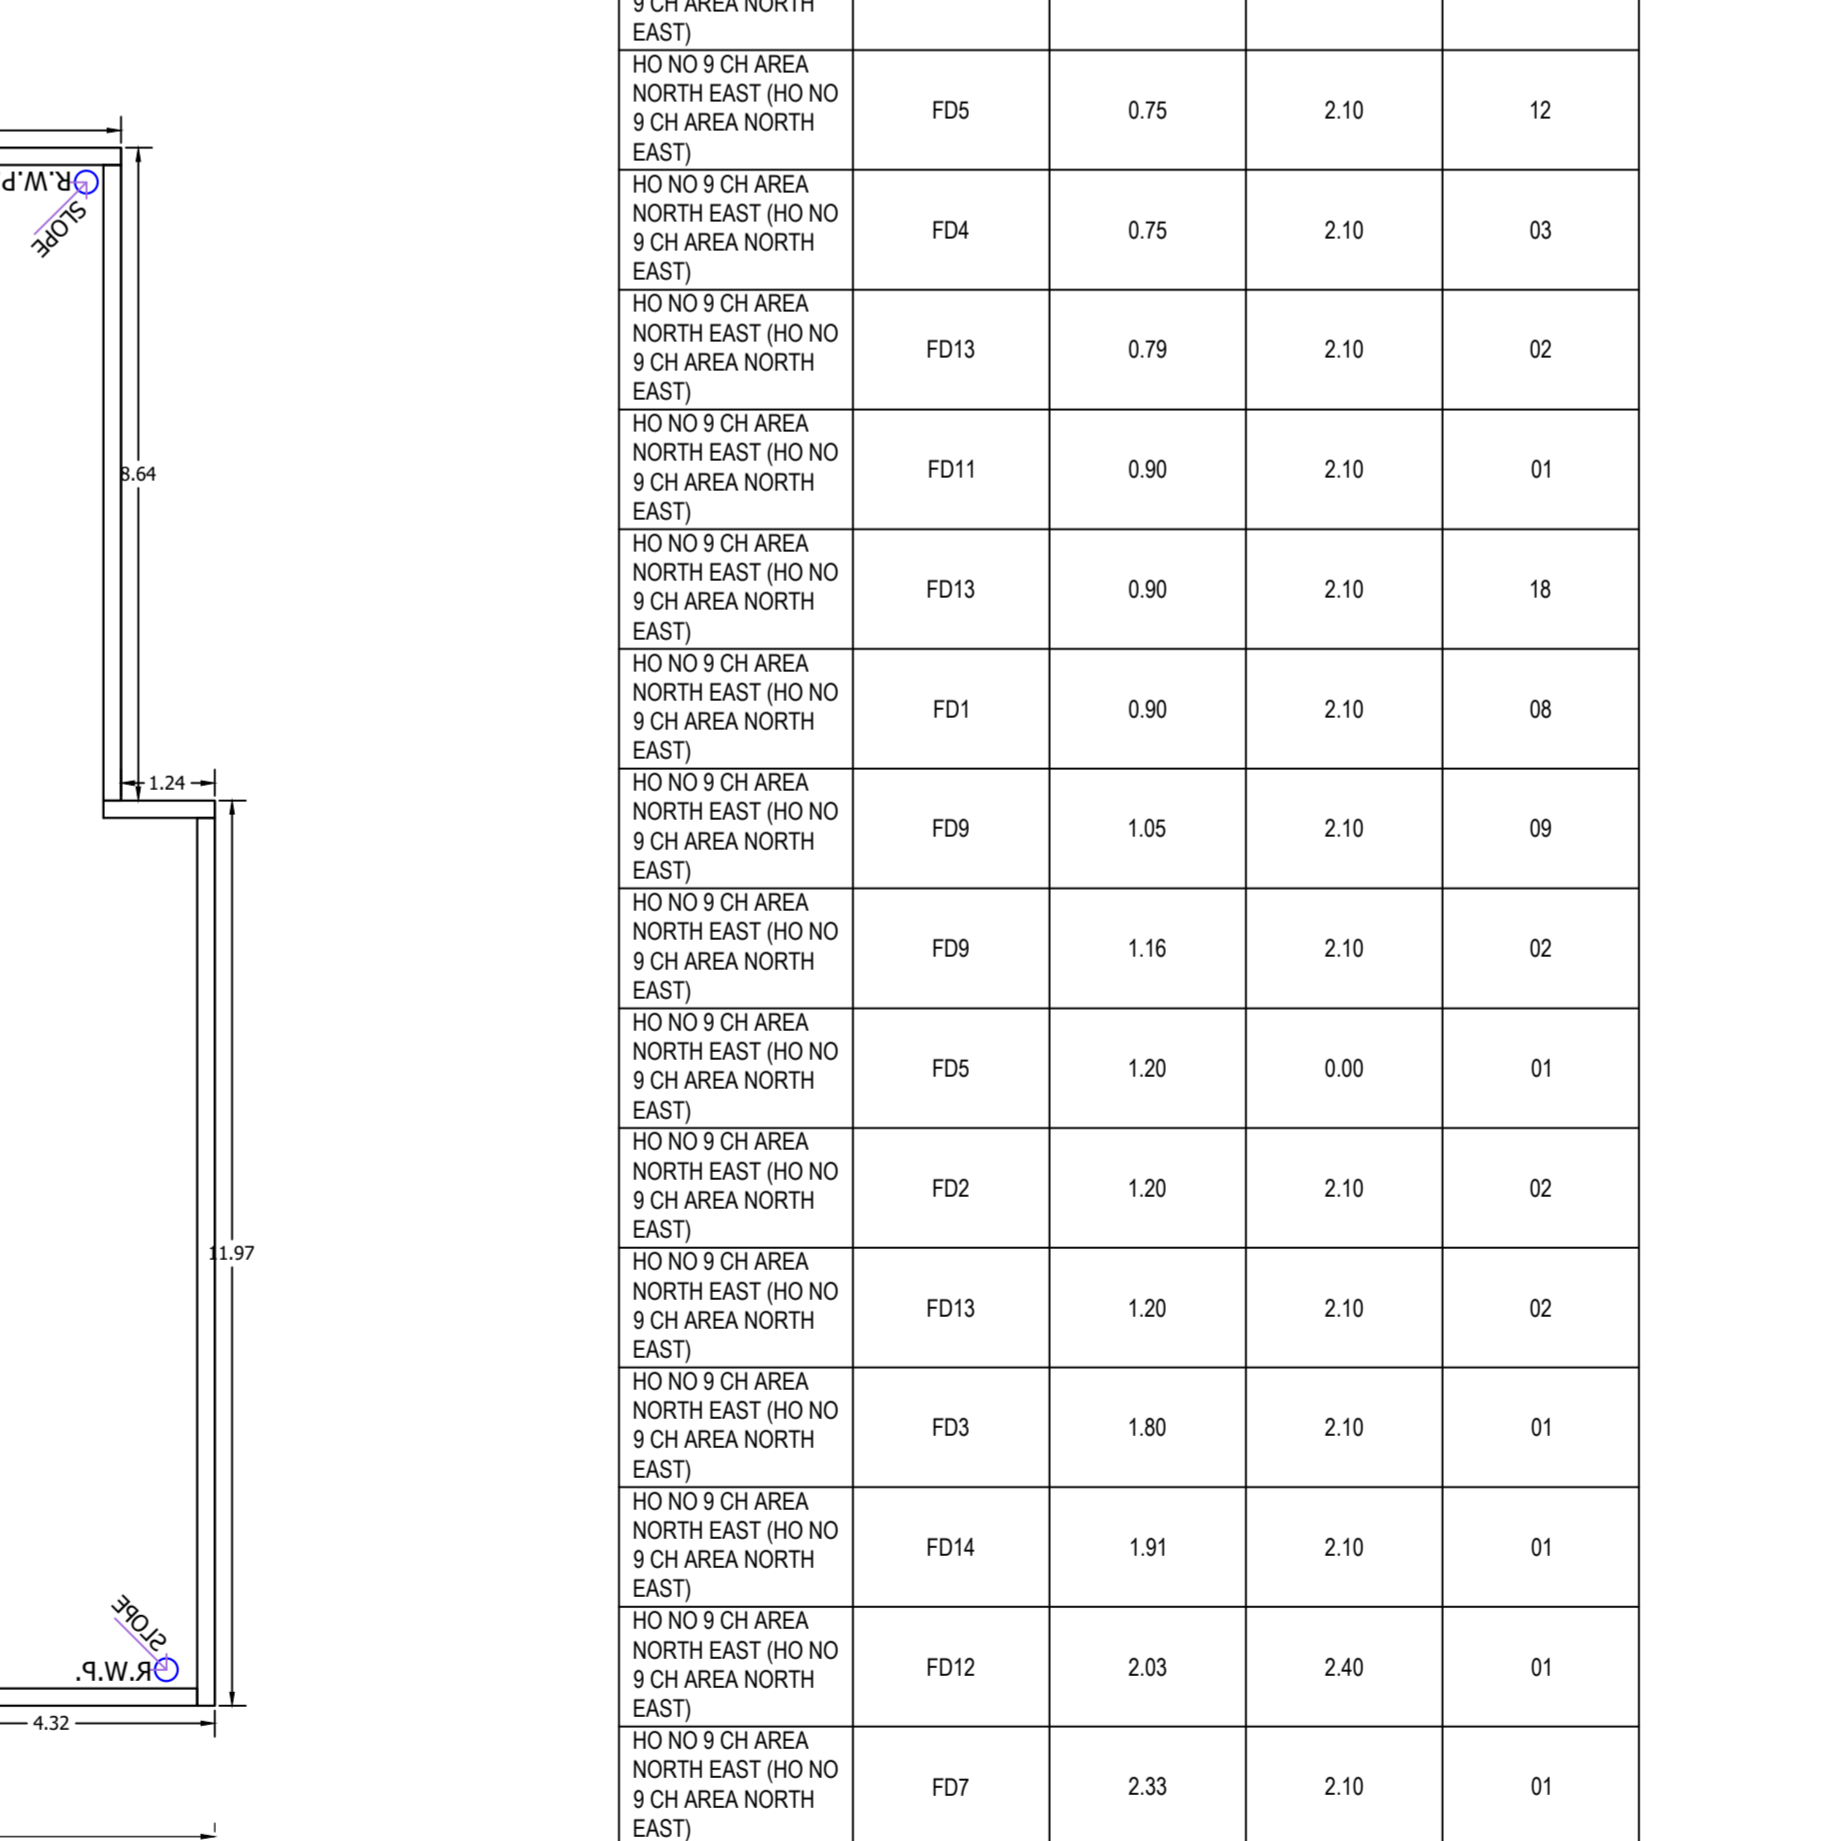 9 CH AREA NORTH
EAST)
HO NO 9 CH AREA
NORTH EAST (HO NO
9 CH AREA NORTH
EAST)
FD5
0.75
2.10
12
HO NO 9 CH AREA
NORTH EAST (HO NO
9 CH AREA NORTH
EAST)
FD4
0.75
2.10
03
HO NO 9 CH AREA
NORTH EAST (HO NO
9 CH AREA NORTH
EAST)
FD13
0.79
2.10
02
HO NO 9 CH AREA
NORTH EAST (HO NO
9 CH AREA NORTH
EAST)
FD11
0.90
2.10
01
HO NO 9 CH AREA
NORTH EAST (HO NO
9 CH AREA NORTH
EAST)
FD13
0.90
2.10
18
HO NO 9 CH AREA
NORTH EAST (HO NO
9 CH AREA NORTH
EAST)
FD1
0.90
2.10
08
HO NO 9 CH AREA
NORTH EAST (HO NO
9 CH AREA NORTH
EAST)
FD9
1.05
2.10
09
HO NO 9 CH AREA
NORTH EAST (HO NO
9 CH AREA NORTH
EAST)
FD9
1.16
2.10
02
HO NO 9 CH AREA
NORTH EAST (HO NO
9 CH AREA NORTH
EAST)
FD5
1.20
0.00
01
HO NO 9 CH AREA
NORTH EAST (HO NO
9 CH AREA NORTH
EAST)
FD2
1.20
2.10
02
HO NO 9 CH AREA
NORTH EAST (HO NO
9 CH AREA NORTH
EAST)
FD13
1.20
2.10
02
HO NO 9 CH AREA
NORTH EAST (HO NO
9 CH AREA NORTH
EAST)
FD3
1.80
2.10
01
HO NO 9 CH AREA
NORTH EAST (HO NO
9 CH AREA NORTH
EAST)
FD14
1.91
2.10
01
HO NO 9 CH AREA
NORTH EAST (HO NO
9 CH AREA NORTH
EAST)
FD12
2.03
2.40
01
HO NO 9 CH AREA
NORTH EAST (HO NO
9 CH AREA NORTH
EAST)
FD7
2.33
2.10
01
R.W.P
SLOPE
8.64
1.24
11.97
SLOPE
R.W.P.
4.32